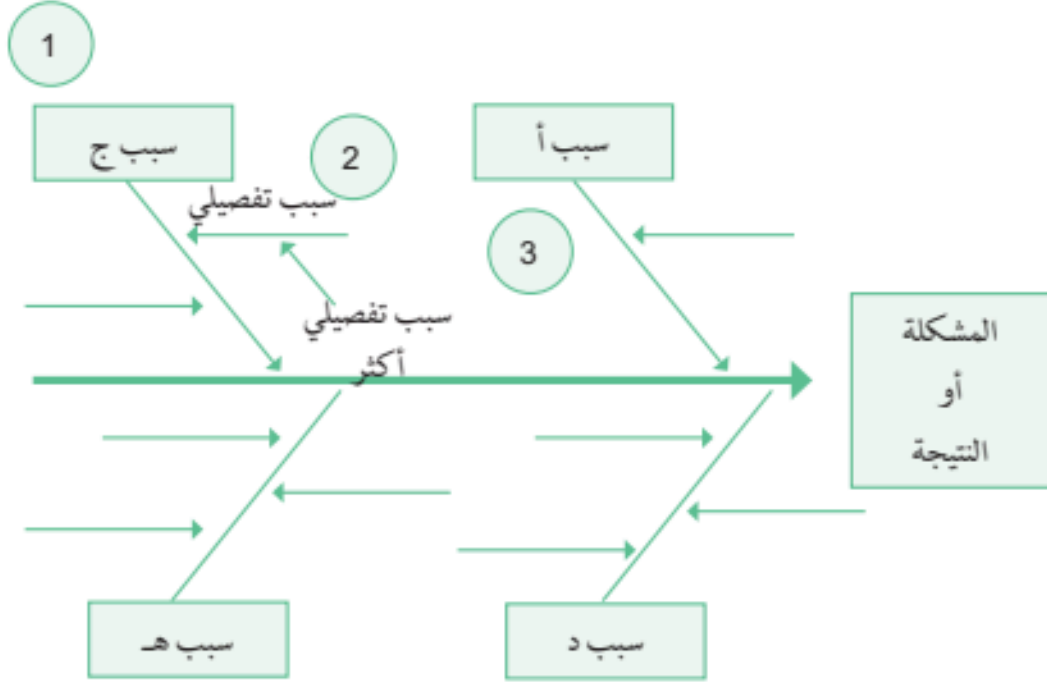 1
سبب ج
2
سبب أ
سبب تفصيلي
3
سبب تفصيلي
أكثر
المشكلة
أو
النتيجة
سبب هـ
سبب د